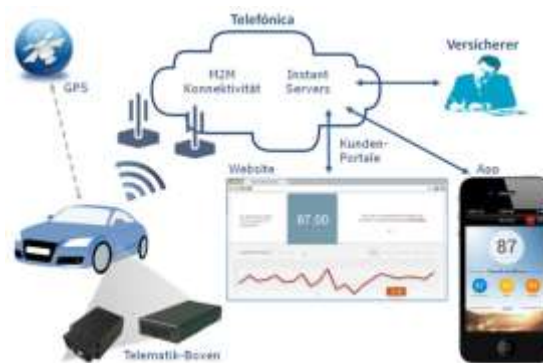 Telefónica
Versicherer
GPS
M2M
Konnektivität
Instant
Servers
Kunden-
Portale
Website
App
87.00
87
Telematik-Boxen